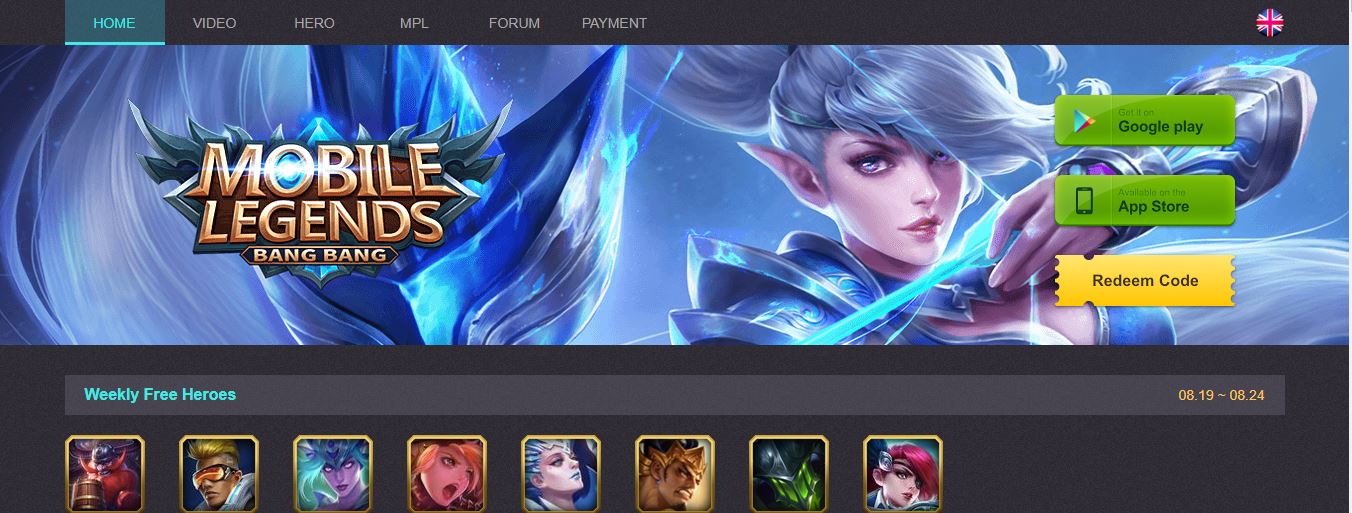 HOME VIDEO HERO MPL FORUM PAYMENT
MOBILE
LEGENDS
BANG BANG
Get it on
Google play
Available on the
App Store
Redeem Code
Weekly Free Heroes 08.19 ~ 08.24